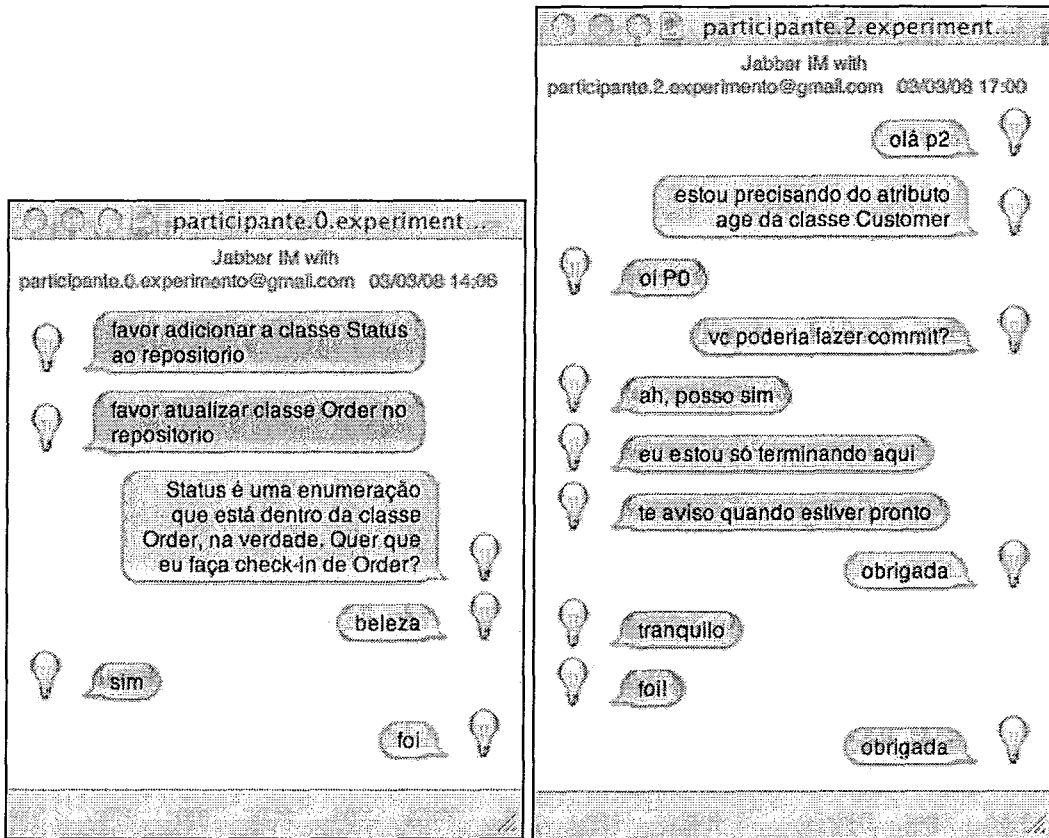 participante.0.experiment...
Jabber IM with
participante.0.experimento@gmail.com 03/03/08 14:06
favor adicionar a classe Status
ao repositorio
favor atualizar classe Order no
repositorio
Status é uma enumeração
que está dentro da classe
Order, na verdade. Quer que
eu faça check-in de Order?
beleza
sim
foi
participante.2.experiment...
Jabber IM with
participante.2.experimento@gmail.com 03/03/08 17:00
olá p2
estou precisando do atributo
age da classe Customer
oi P0
vc poderia fazer commit?
ah, posso sim
eu estou só terminando aqui
te aviso quando estiver pronto
obrigada
tranquilo
foi!
obrigada